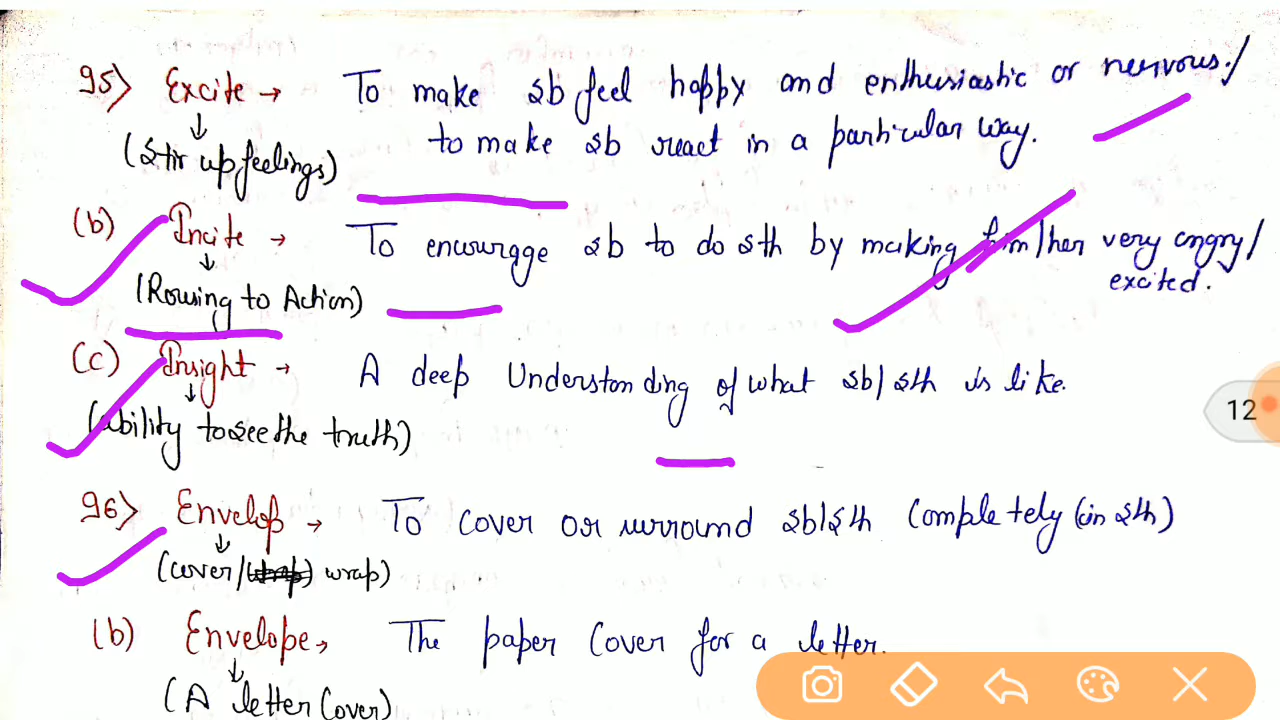 95) Excite → To make sb feel happy and enthusiastic or nervous./
(Stir up feelings) to make sb react in a particular way.
(b) Incite → To encourage sb to do sth by making him/her very angry/
(Rousing to Action) excited.
(c) Insight → A deep Understanding of what sb/sth is like.
(ability to see the truth)
12
96) Envelop → To cover or surround sb/sth completely (in sth)
(cover/ wrap)
(b) Envelope → The paper cover for a letter.
(A letter cover)